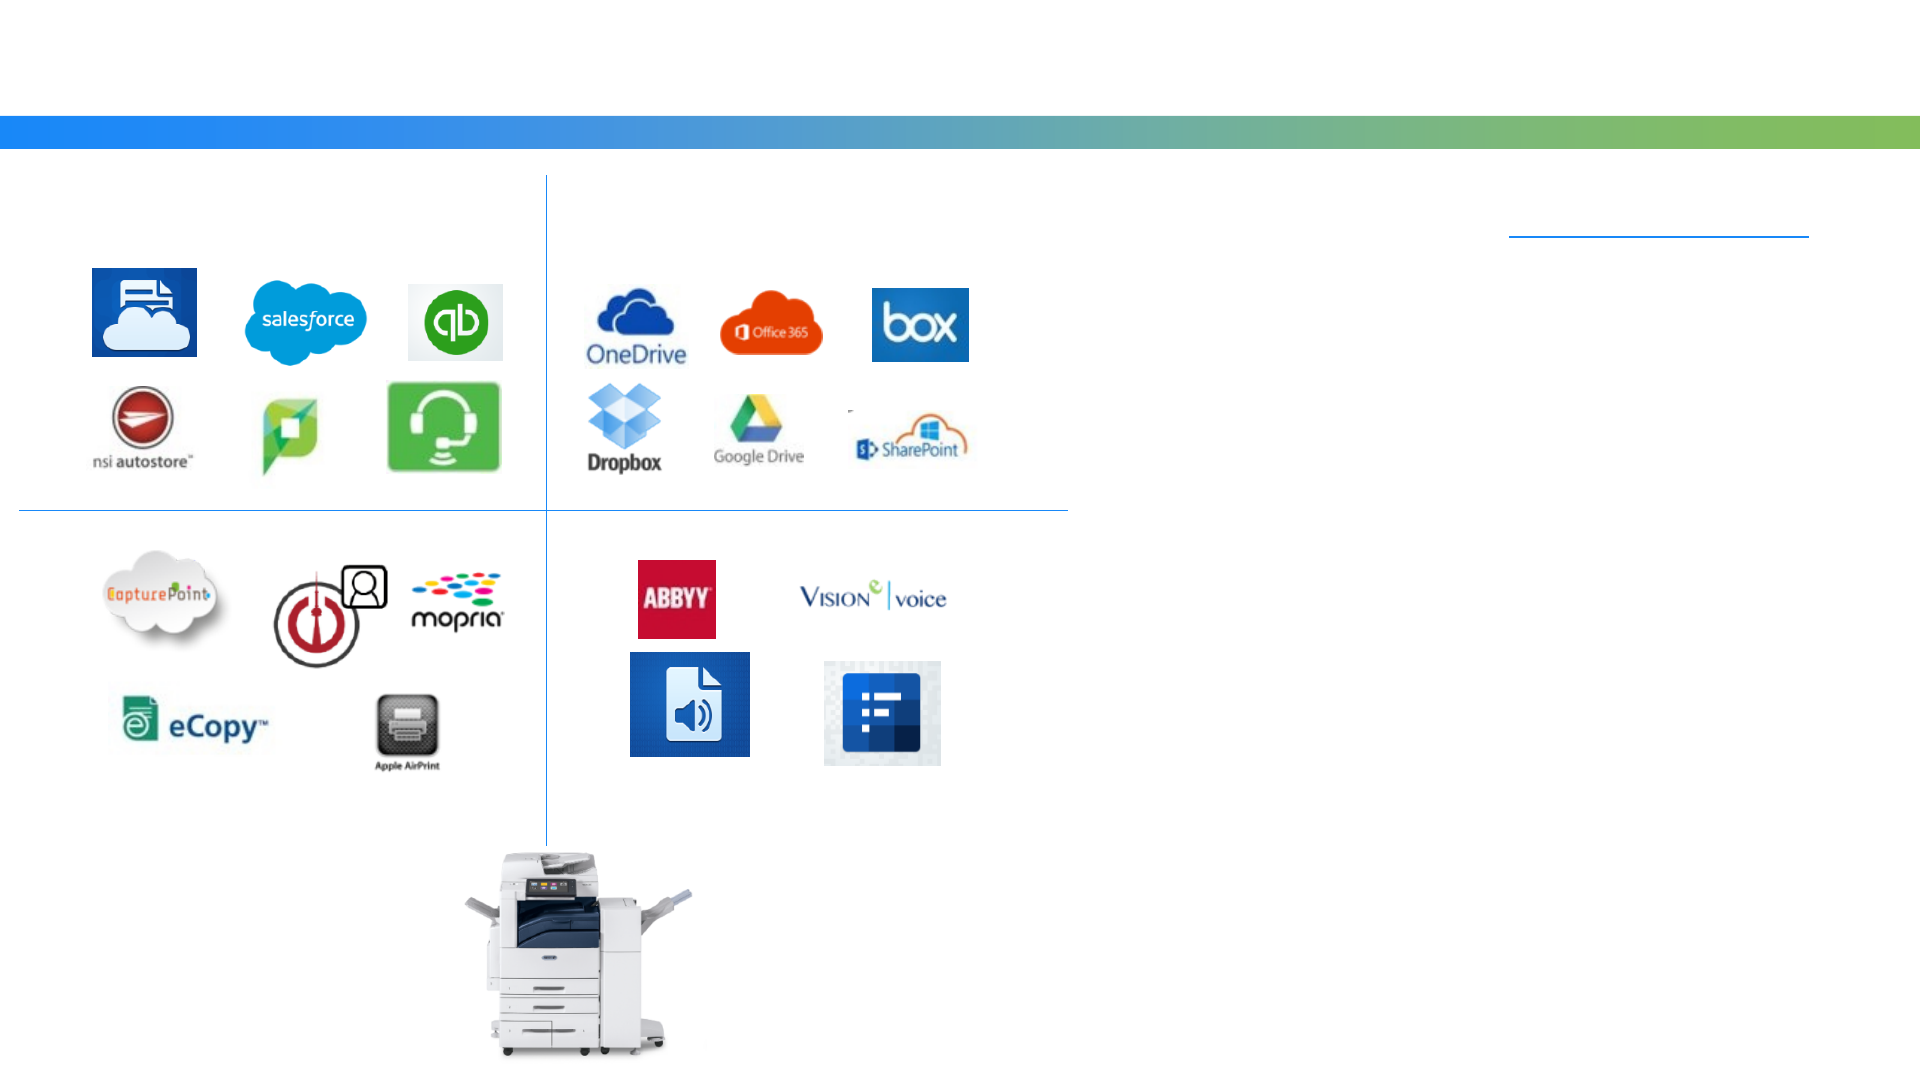 salesforce
qb
nsi autostore™
OneDrive
Office 365
box
Dropbox
Google Drive
S SharePoint
CapturePoint
mopria®
eCopy™
Apple AirPrint
ABBYY®
VISION e | voice